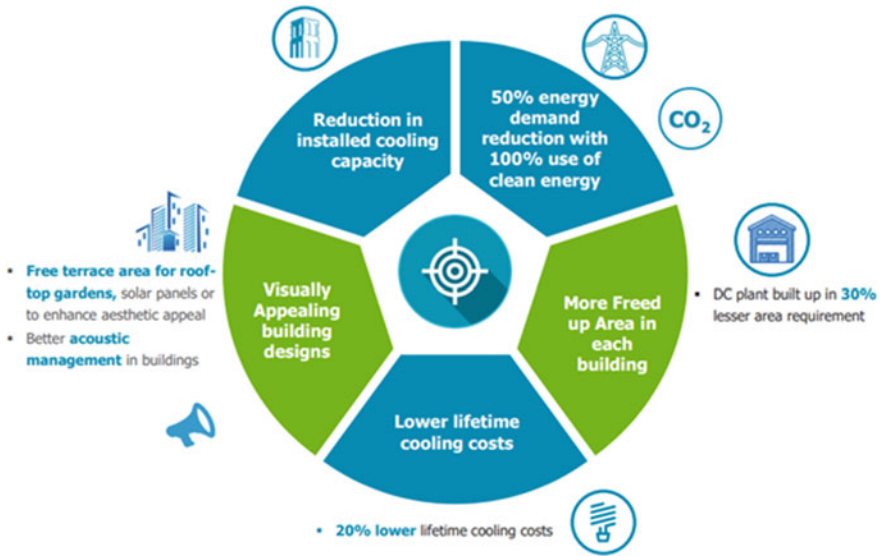 Reduction in
installed cooling
capacity
50% energy
demand
reduction with
100% use of
clean energy
CO₂
▪ Free terrace area for roof-
top gardens, solar panels or
to enhance aesthetic appeal
▪ Better acoustic
management in buildings
Visually
Appealing
building
designs
More Freed
up Area in
each
building
▪ DC plant built up in 30%
lesser area requirement
Lower lifetime
cooling costs
▪ 20% lower lifetime cooling costs